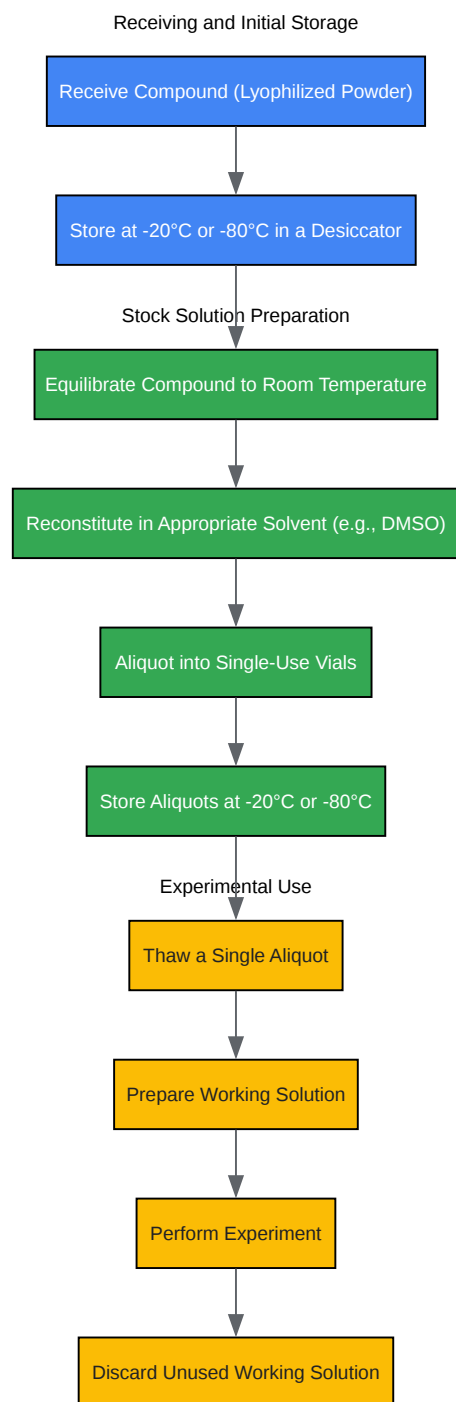 Receiving and Initial Storage
Receive Compound (Lyophilized Powder)
Store at -20°C or -80°C in a Desiccator
Stock Solution Preparation
Equilibrate Compound to Room Temperature
Reconstitute in Appropriate Solvent (e.g., DMSO)
Aliquot into Single-Use Vials
Store Aliquots at -20°C or -80°C
Experimental Use
Thaw a Single Aliquot
Prepare Working Solution
Perform Experiment
Discard Unused Working Solution